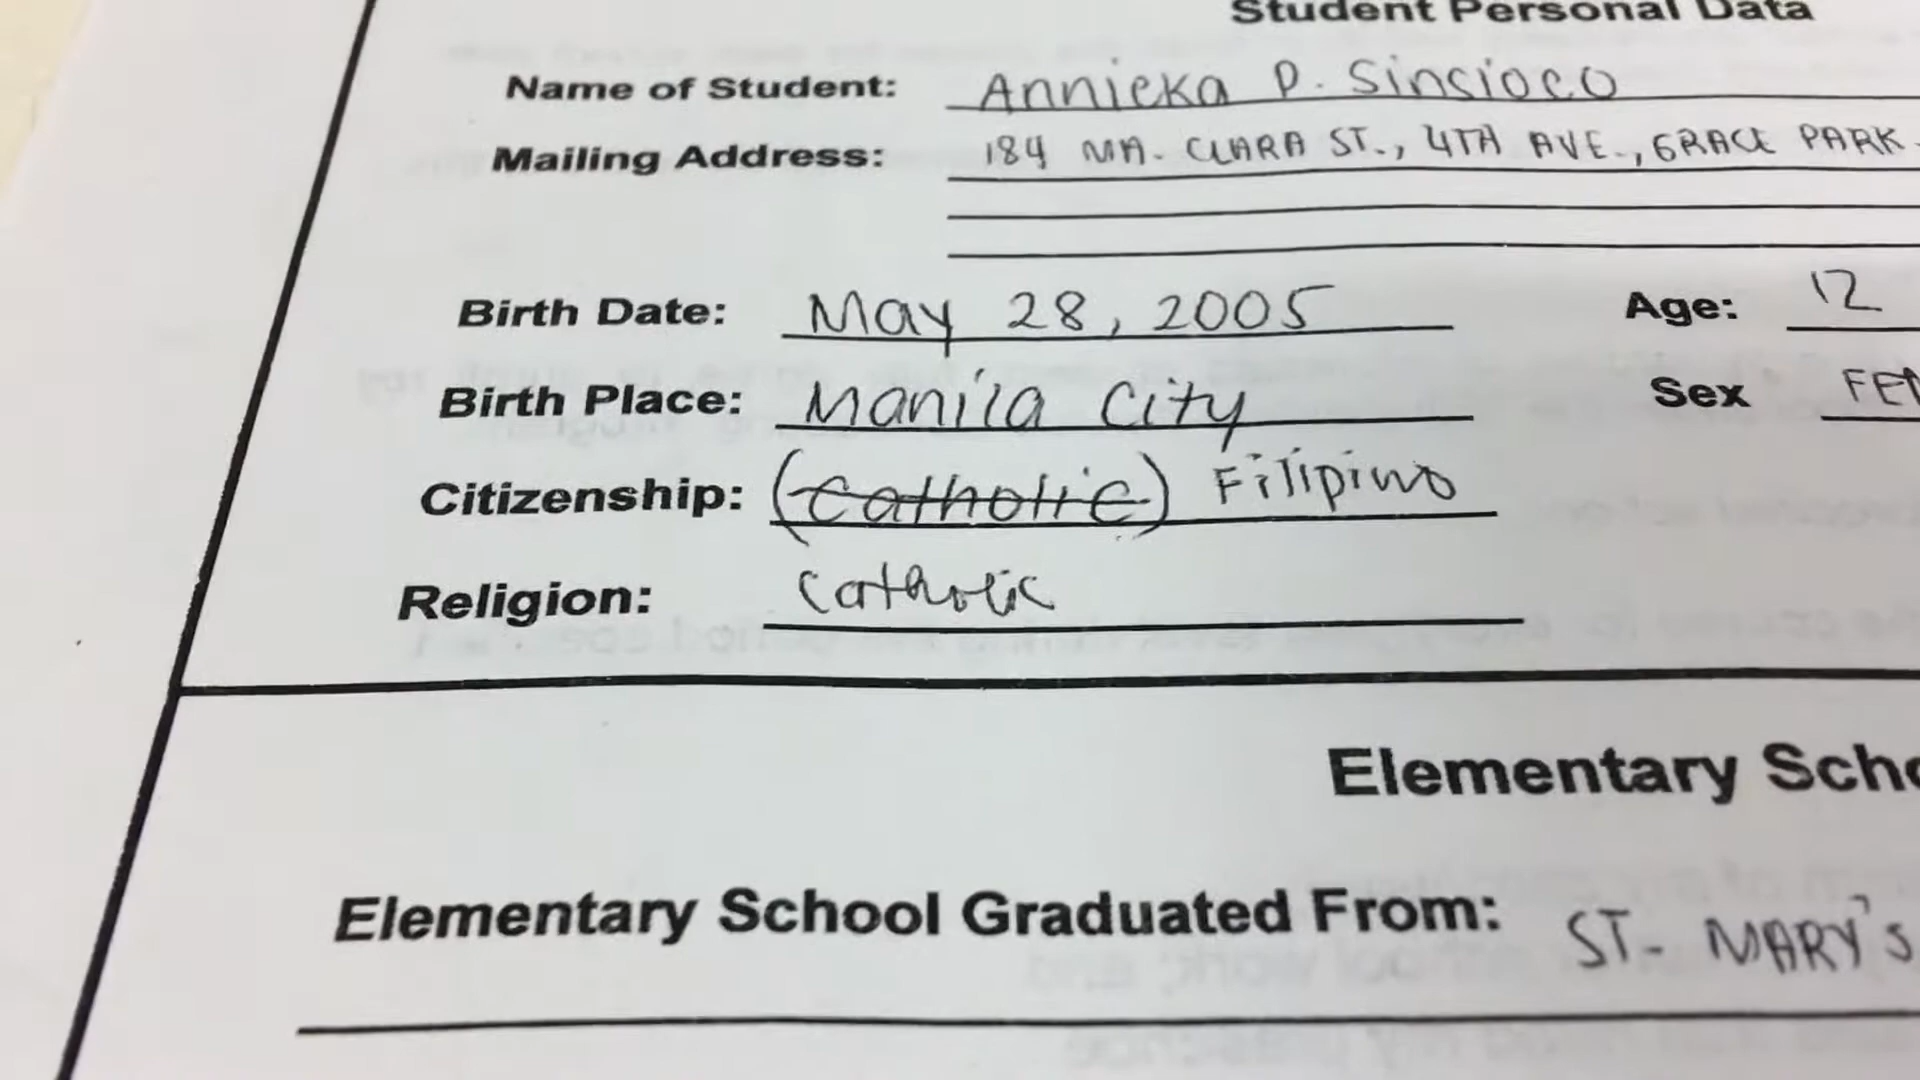 Student Personal Data
Name of Student: Annieka P. Sinsioco
Mailing Address: 184 MA. CLARA ST., 4TH AVE., GRACE PARK
Birth Date: May 28, 2005 Age: 12
Birth Place: Manila City Sex FEM
Citizenship: (Catholic) Filipino
Religion: Catholic
Elementary Scho
Elementary School Graduated From: ST. MARY'S